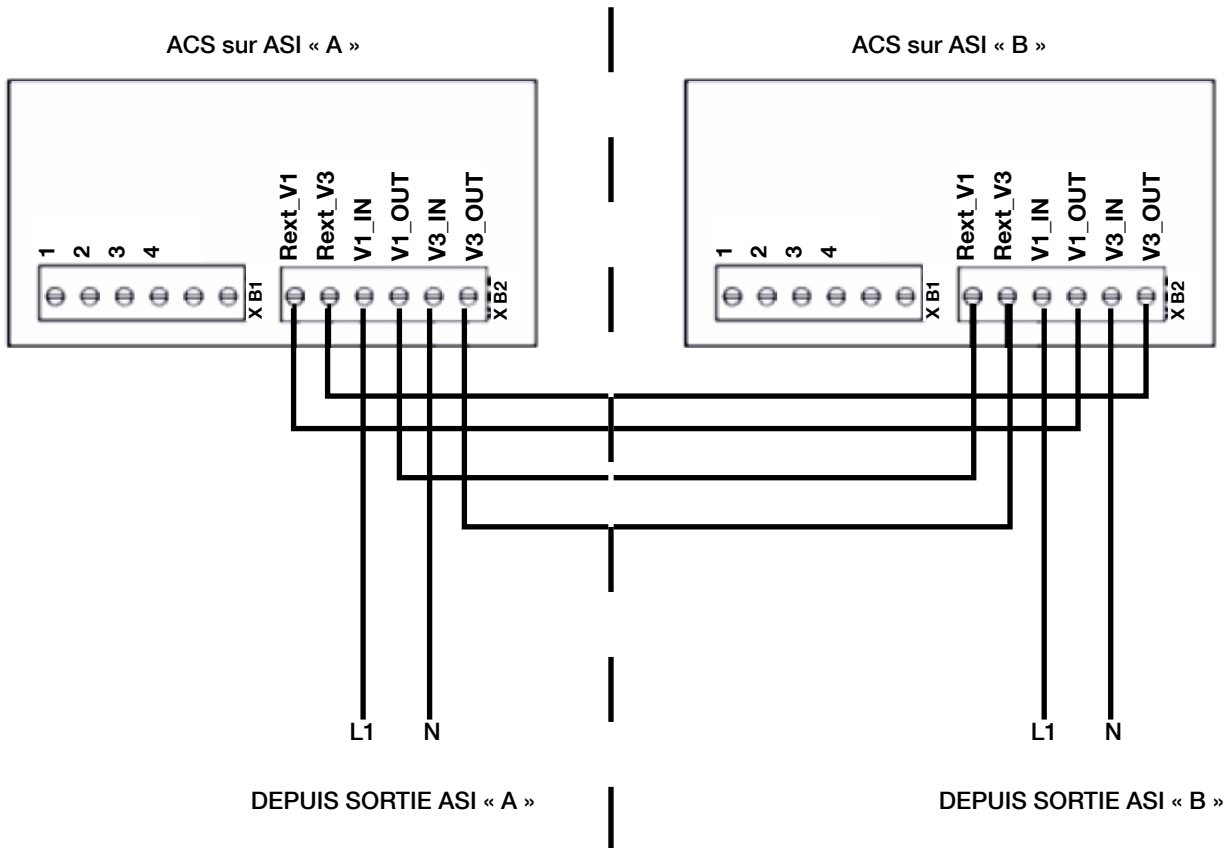 ACS sur ASI « A »
ACS sur ASI « B »
1
2
3
4
X B1
Rext_V1
Rext_V3
V1_IN
V1_OUT
V3_IN
V3_OUT
X B2
1
2
3
4
X B1
Rext_V1
Rext_V3
V1_IN
V1_OUT
V3_IN
V3_OUT
X B2
L1
N
L1
N
DEPUIS SORTIE ASI « A »
DEPUIS SORTIE ASI « B »